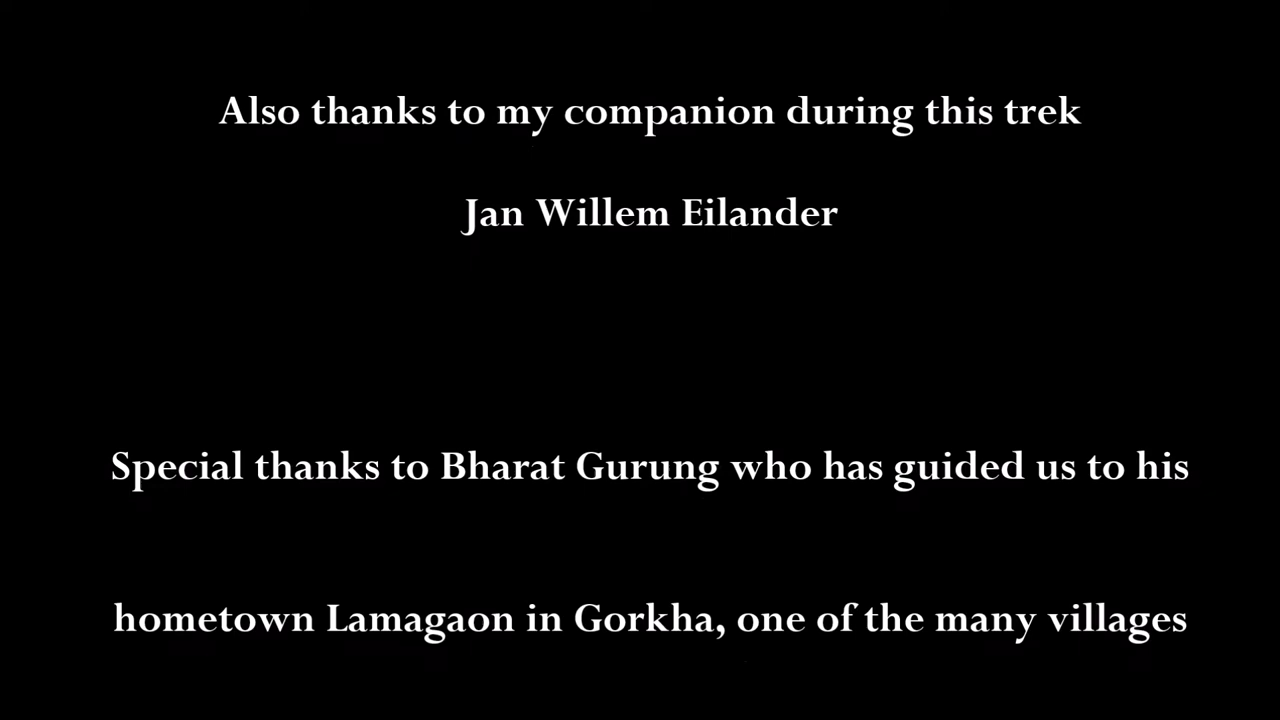 Also thanks to my companion during this trek
Jan Willem Eilander
Special thanks to Bharat Gurung who has guided us to his
hometown Lamagaon in Gorkha, one of the many villages